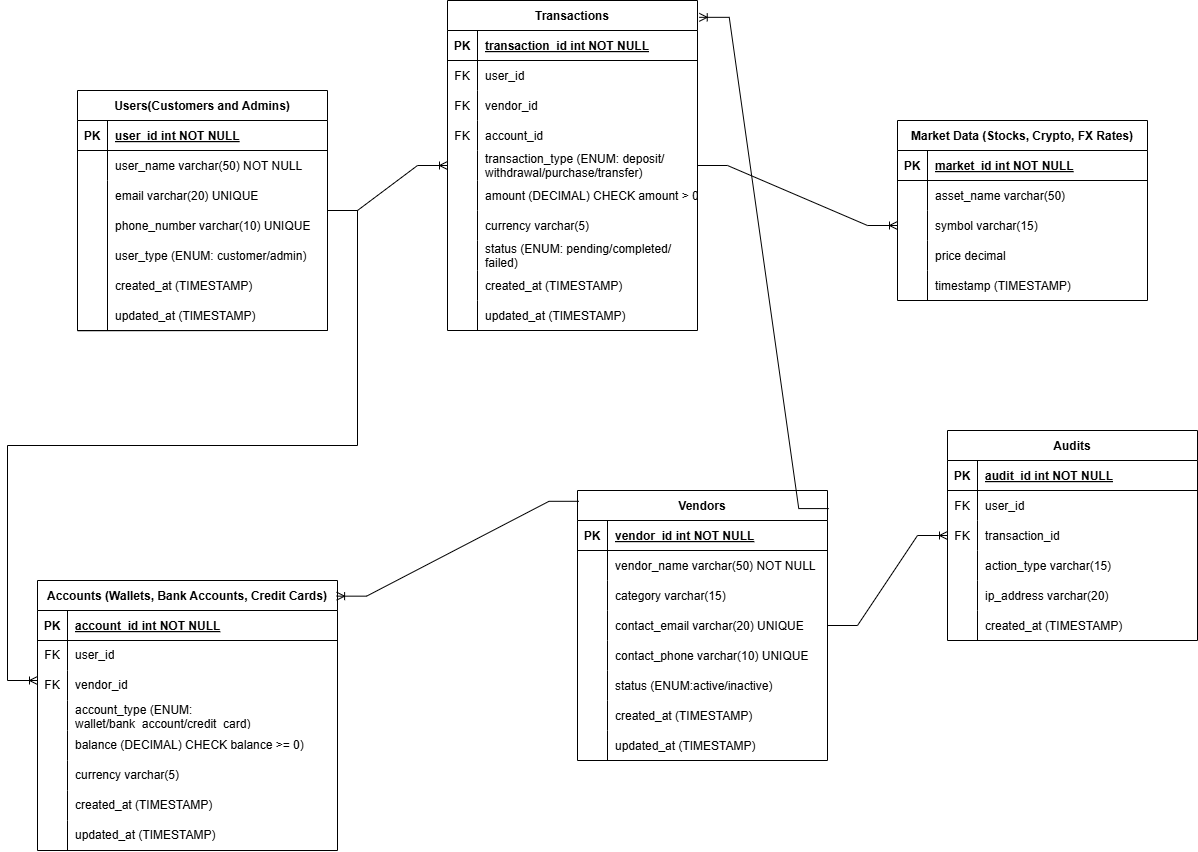 Transactions
PK transaction_id int NOT NULL
FK user_id
FK vendor_id
FK account_id
transaction_type (ENUM: deposit/
withdrawal/purchase/transfer)
amount (DECIMAL) CHECK amount > 0
currency varchar(5)
status (ENUM: pending/completed/
failed)
created_at (TIMESTAMP)
updated_at (TIMESTAMP)
Users(Customers and Admins)
PK user_id int NOT NULL
user_name varchar(50) NOT NULL
email varchar(20) UNIQUE
phone_number varchar(10) UNIQUE
user_type (ENUM: customer/admin)
created_at (TIMESTAMP)
updated_at (TIMESTAMP)
Market Data (Stocks, Crypto, FX Rates)
PK market_id int NOT NULL
asset_name varchar(50)
symbol varchar(15)
price decimal
timestamp (TIMESTAMP)
Audits
PK audit_id int NOT NULL
FK user_id
FK transaction_id
action_type varchar(15)
ip_address varchar(20)
created_at (TIMESTAMP)
Vendors
PK vendor_id int NOT NULL
vendor_name varchar(50) NOT NULL
category varchar(15)
contact_email varchar(20) UNIQUE
contact_phone varchar(10) UNIQUE
status (ENUM:active/inactive)
created_at (TIMESTAMP)
updated_at (TIMESTAMP)
Accounts (Wallets, Bank Accounts, Credit Cards)
PK account_id int NOT NULL
FK user_id
FK vendor_id
account_type (ENUM:
wallet/bank_account/credit_card)
balance (DECIMAL) CHECK balance >= 0)
currency varchar(5)
created_at (TIMESTAMP)
updated_at (TIMESTAMP)